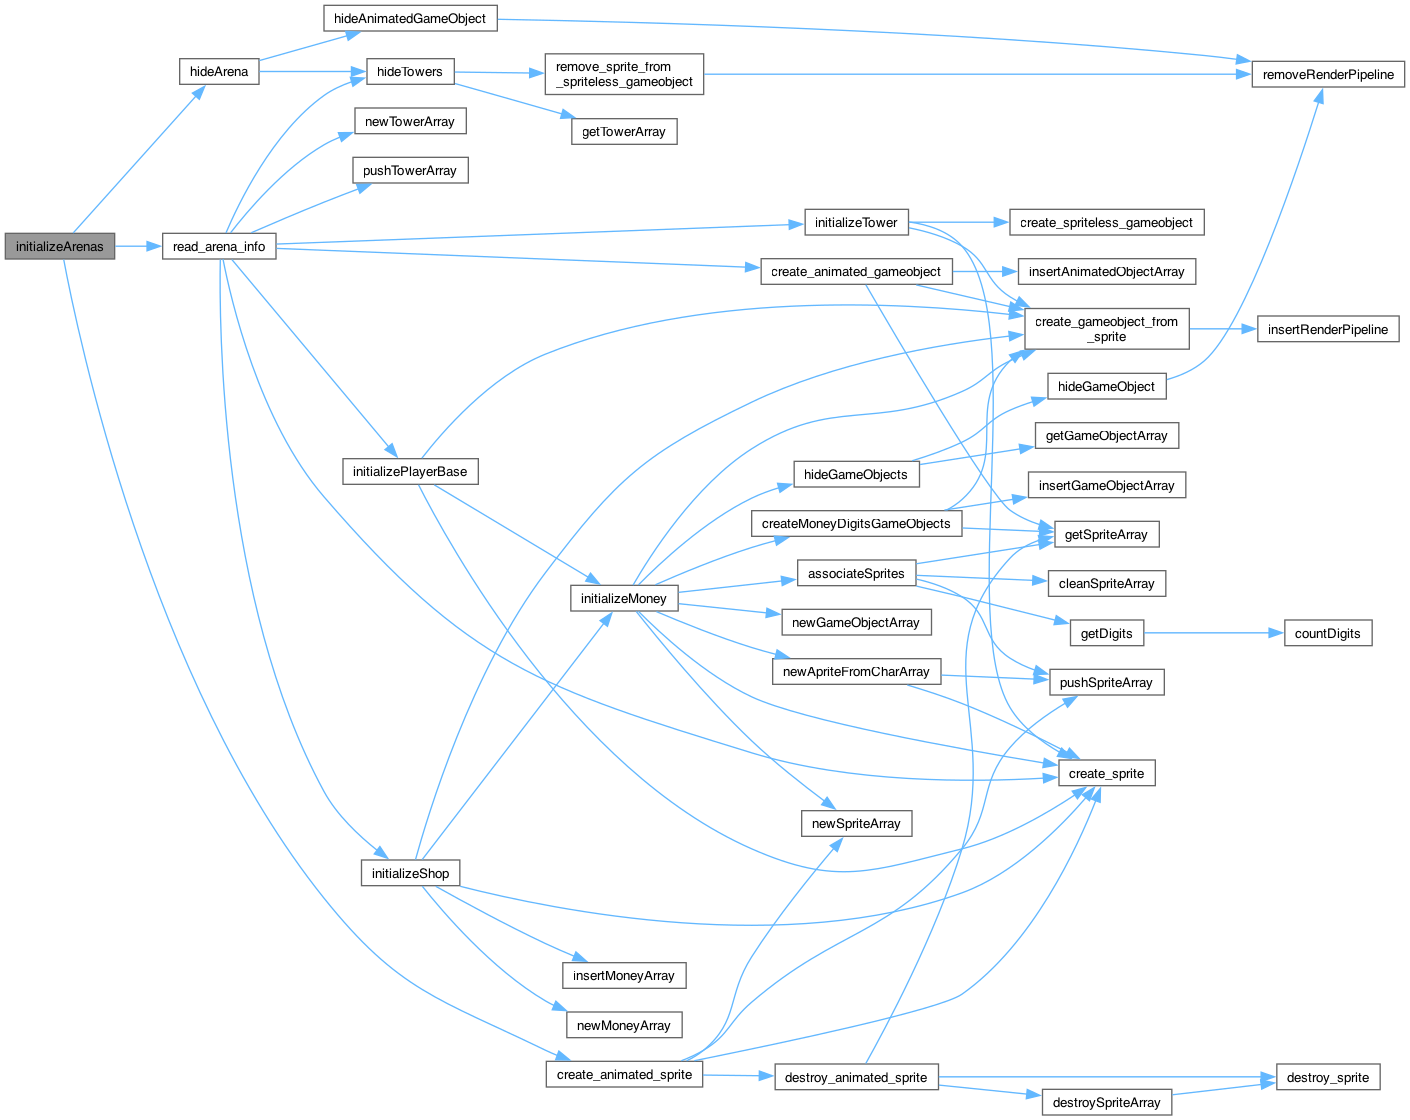 hideAnimatedGameObject
hideArena
hideTowers
remove_sprite_from
_spriteless_gameobject
removeRenderPipeline
newTowerArray
getTowerArray
pushTowerArray
initializeArenas
read_arena_info
initializeTower
create_spriteless_gameobject
create_animated_gameobject
insertAnimatedObjectArray
create_gameobject_from
_sprite
insertRenderPipeline
hideGameObject
getGameObjectArray
initializePlayerBase
hideGameObjects
insertGameObjectArray
createMoneyDigitsGameObjects
getSpriteArray
associateSprites
cleanSpriteArray
initializeMoney
newGameObjectArray
getDigits
countDigits
newApriteFromCharArray
pushSpriteArray
create_sprite
newSpriteArray
initializeShop
insertMoneyArray
newMoneyArray
create_animated_sprite
destroy_animated_sprite
destroy_sprite
destroySpriteArray